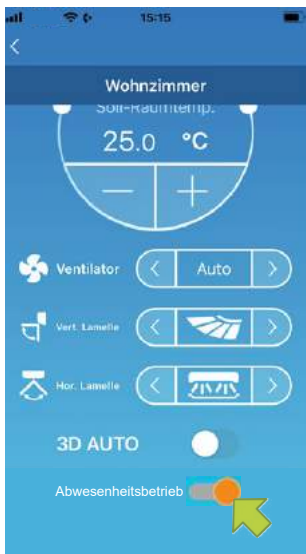 15:15
Wohnzimmer
Soll-Raumtemp.
25.0 °C
Ventilator
Auto
Vert. Lamelle
Hor. Lamelle
3D AUTO
Abwesenheitsbetrieb